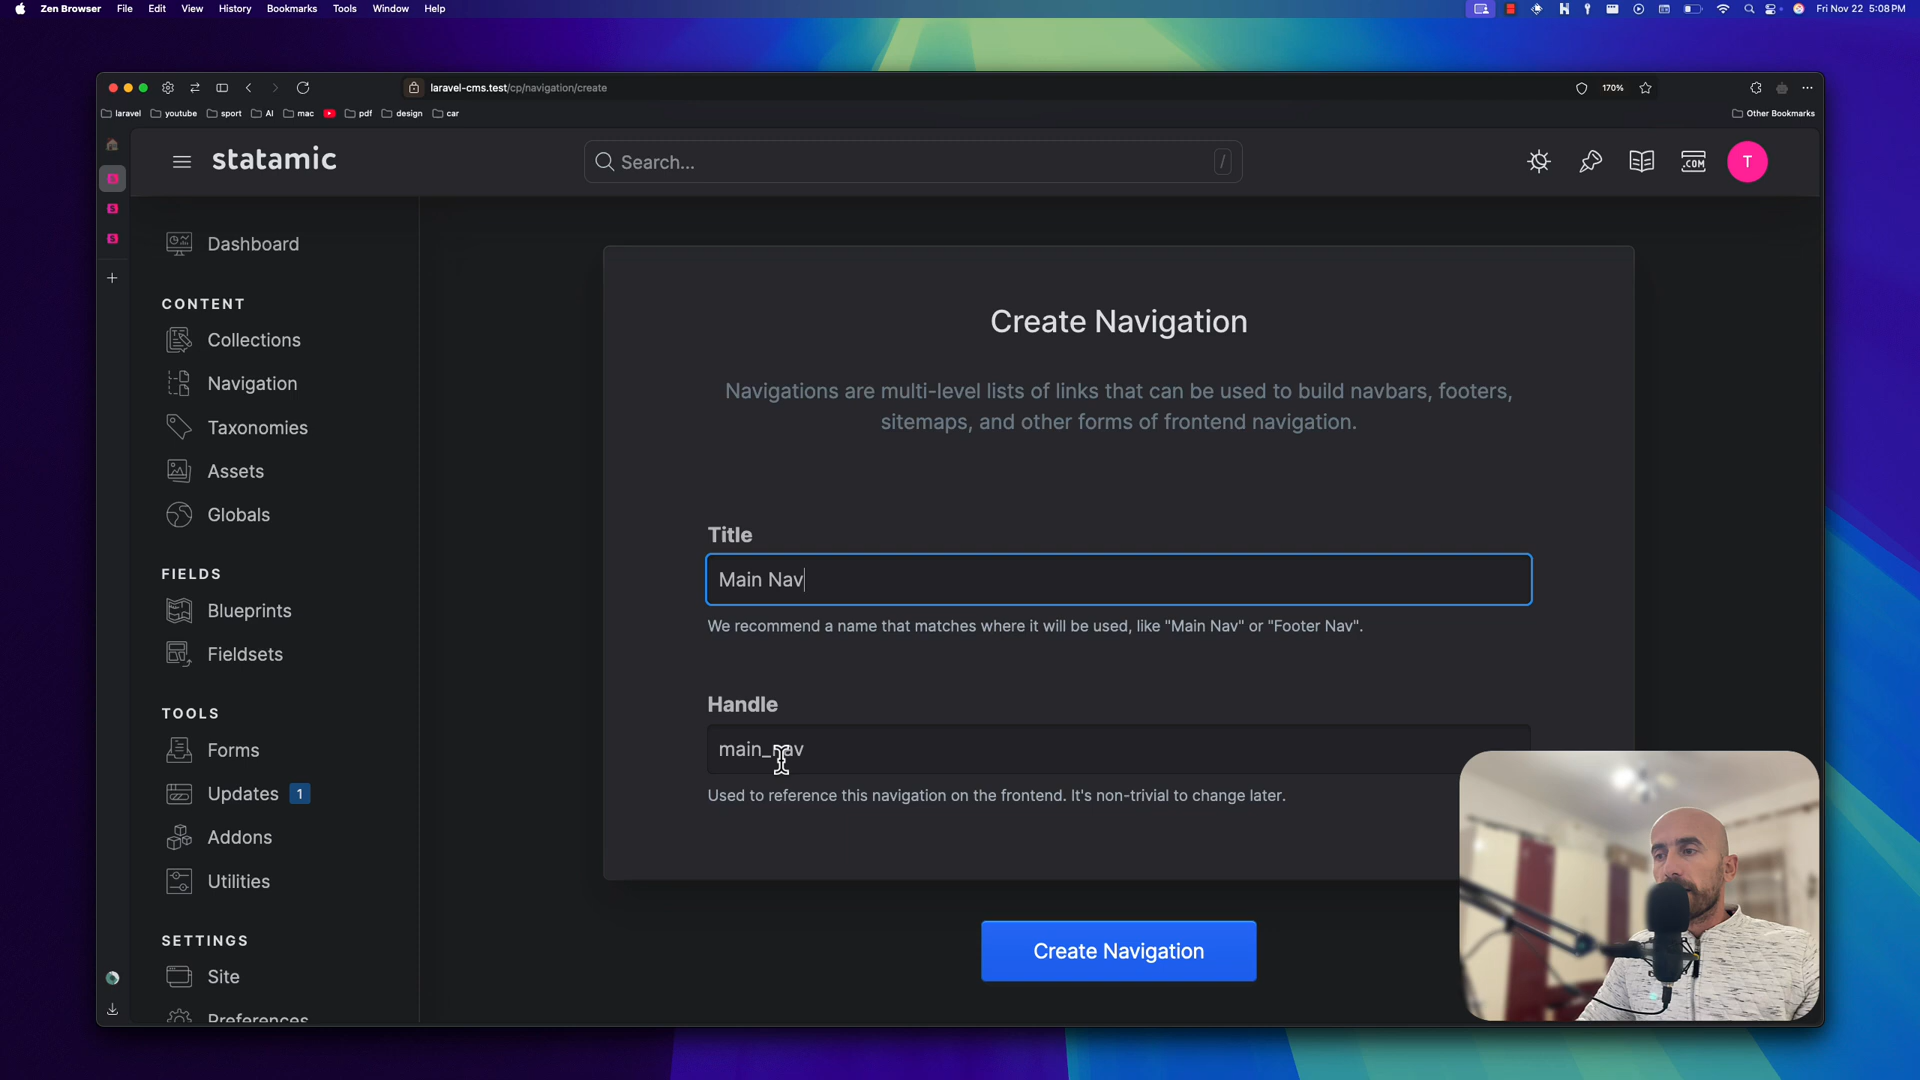 Zen Browser File Edit View History Bookmarks Tools Window Help
Fri Nov 22 5:08 PM
laravel-cms.test/cp/navigation/create
170%
laravel youtube sport AI mac pdf design car
Other Bookmarks
statamic
Search...
/
.COM
T
Dashboard
CONTENT
Collections
Navigation
Taxonomies
Assets
Globals
FIELDS
Blueprints
Fieldsets
TOOLS
Forms
Updates 1
Addons
Utilities
SETTINGS
Site
Preferences
Create Navigation
Navigations are multi-level lists of links that can be used to build navbars, footers,
sitemaps, and other forms of frontend navigation.
Title
Main Nav
We recommend a name that matches where it will be used, like "Main Nav" or "Footer Nav".
Handle
main_nav
Used to reference this navigation on the frontend. It's non-trivial to change later.
Create Navigation